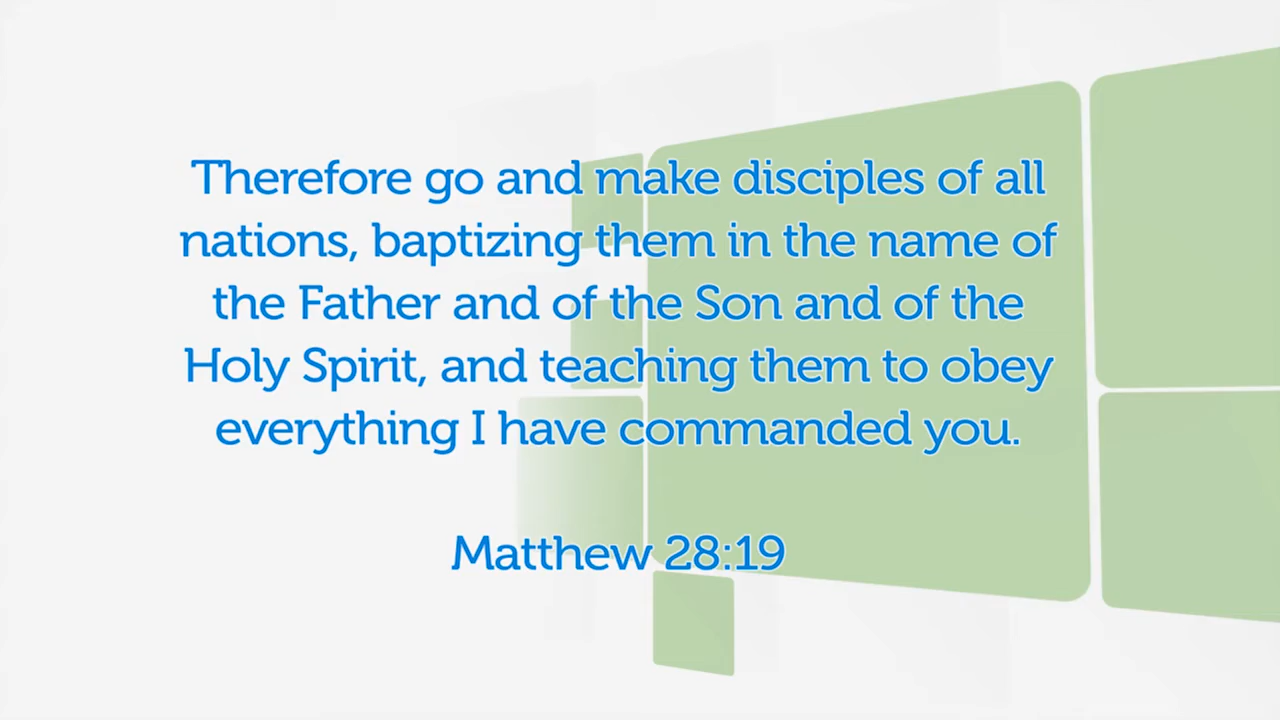 Therefore go and make disciples of all
nations, baptizing them in the name of
the Father and of the Son and of the
Holy Spirit, and teaching them to obey
everything I have commanded you.
Matthew 28:19